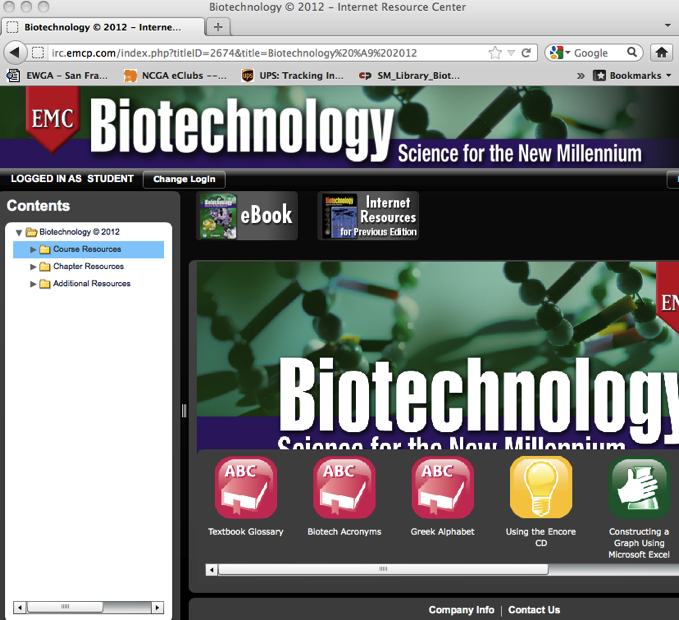 Biotechnology © 2012 - Internet Resource Center
Biotechnology © 2012 - Interne...
irc.emcp.com/index.php?titleID=2674&title=Biotechnology%20%A9%202012
Google
EWGA - San Fra...
NCGA eClubs --...
UPS: Tracking In...
SM_Library_Biot...
»
Bookmarks
EMC
Biotechnology
Science for the New Millennium
LOGGED IN AS STUDENT
Change Login
Contents
Biotechnology © 2012
Course Resources
Chapter Resources
Additional Resources
eBook
Biotechnology
Internet
Resources
for Previous Edition
EM
Biotechnology
Science for the New Millennium
ABC
Textbook Glossary
ABC
Biotech Acronyms
ABC
Greek Alphabet
Using the Encore
CD
Constructing a
Graph Using
Microsoft Excel
Company Info | Contact Us